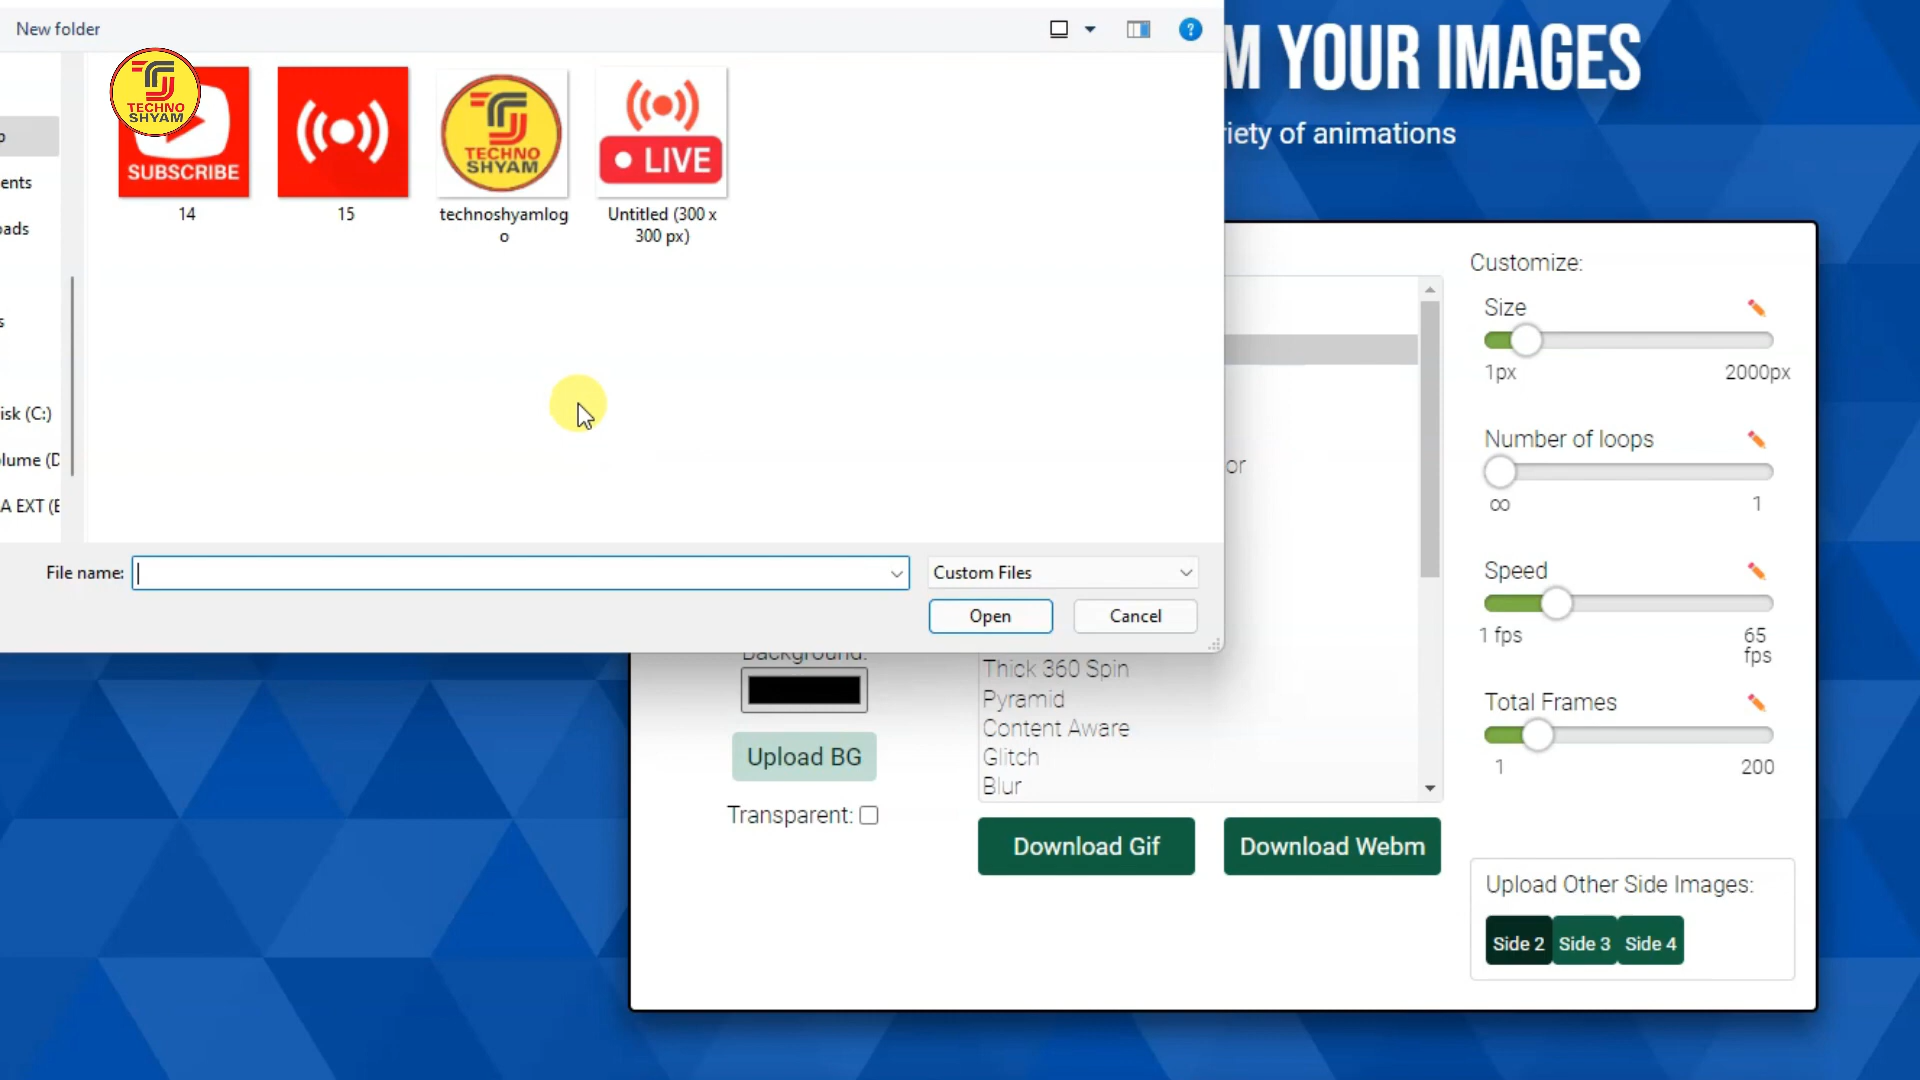 New folder
?
M YOUR IMAGES
iety of animations
TECHNO
SHYAM
SUBSCRIBE
TECHNO
SHYAM
LIVE
14
15
technoshyamlog
o
Untitled (300 x
300 px)
ents
oads
s
isk (C:)
lume (D
A EXT (E
File name:
Custom Files
Open
Cancel
or
Background:
Upload BG
Transparent:
Thick 360 Spin
Pyramid
Content Aware
Glitch
Blur
Download Gif
Download Webm
Customize:
Size
1px
2000px
Number of loops
∞
1
Speed
1 fps
65
fps
Total Frames
1
200
Upload Other Side Images:
Side 2
Side 3
Side 4